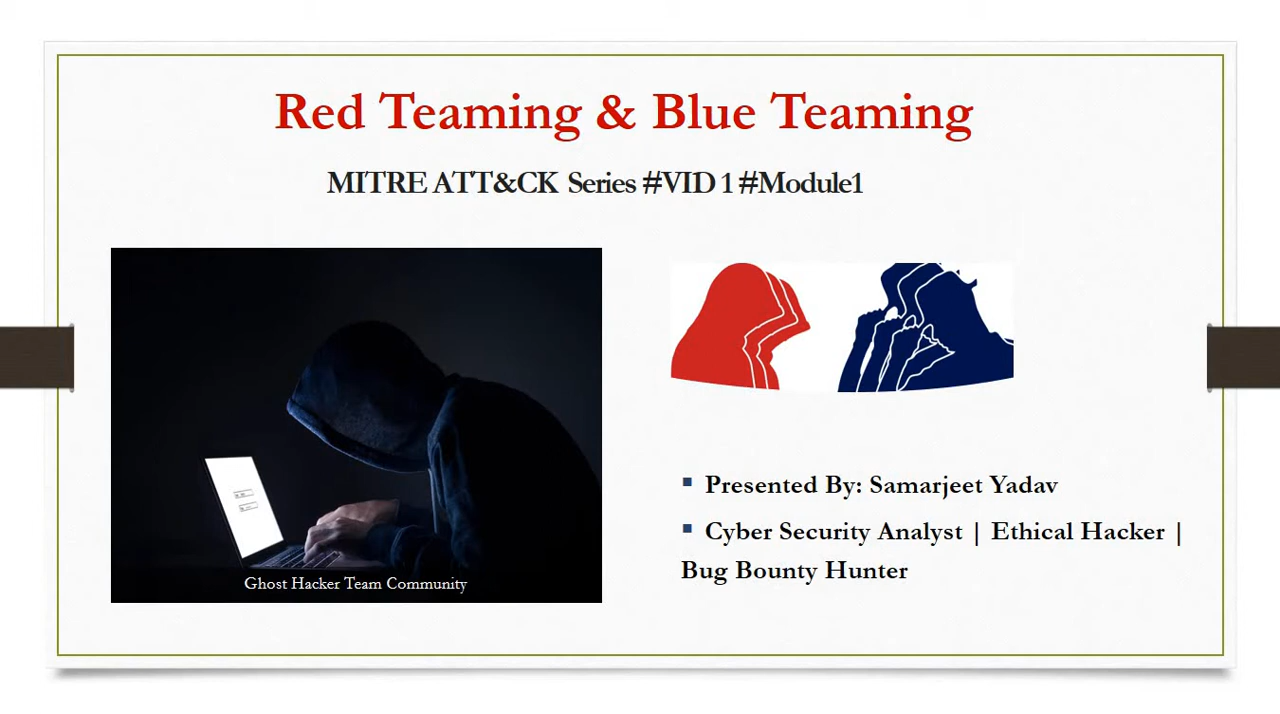 Red Teaming & Blue Teaming
MITRE ATT&CK Series #VID 1 #Module1
Ghost Hacker Team Community
Presented By: Samarjeet Yadav
Cyber Security Analyst | Ethical Hacker |
Bug Bounty Hunter